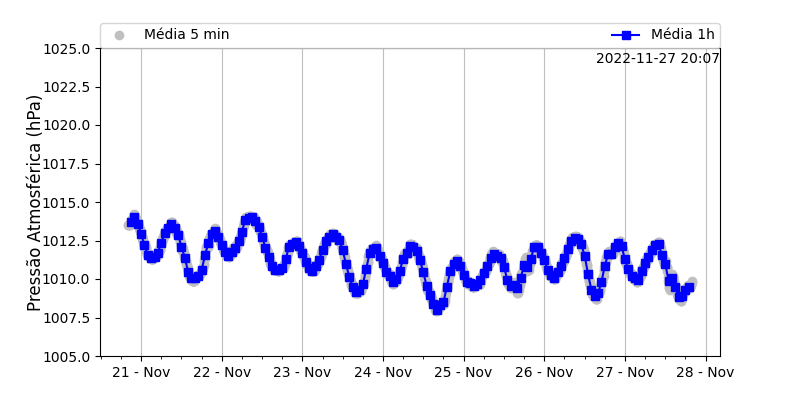 Média 5 min
Média 1h
2022-11-27 20:07
Pressão Atmosférica (hPa)
1025.0
1022.5
1020.0
1017.5
1015.0
1012.5
1010.0
1007.5
1005.0
21 - Nov
22 - Nov
23 - Nov
24 - Nov
25 - Nov
26 - Nov
27 - Nov
28 - Nov